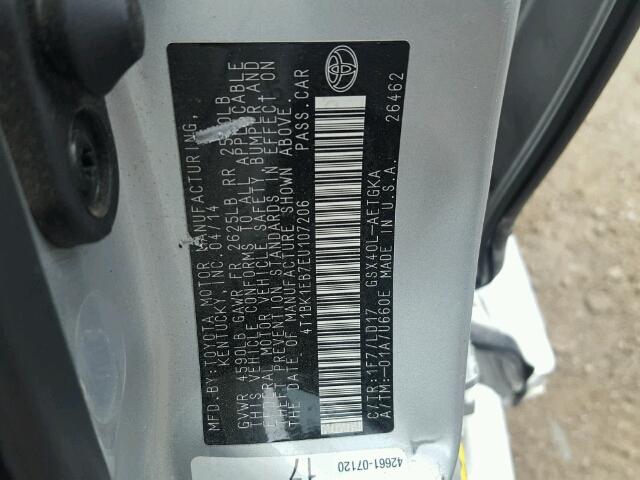 MFD.BY:TOYOTA MOTOR MANUFACTURING,
KENTUCKY, INC. 04/14
GVWR 4590LB GAWR FR 2625LB RR
THIS VEHICLE CONFORMS TO ALL APPLICABLE
FEDERAL MOTOR VEHICLE SAFETY, BUMPER AND
THEFT PREVENTION STANDARDS IN EFFECT ON
THE DATE OF MANUFACTURE SHOWN ABOVE.
4T1BK1EB7EU107206 PASS.CAR
C/TR:1F7/LD17 GSX40L-AETGKA
A/TM:-01A/U660E MADE IN U.S.A.
26462
42661-07120
17